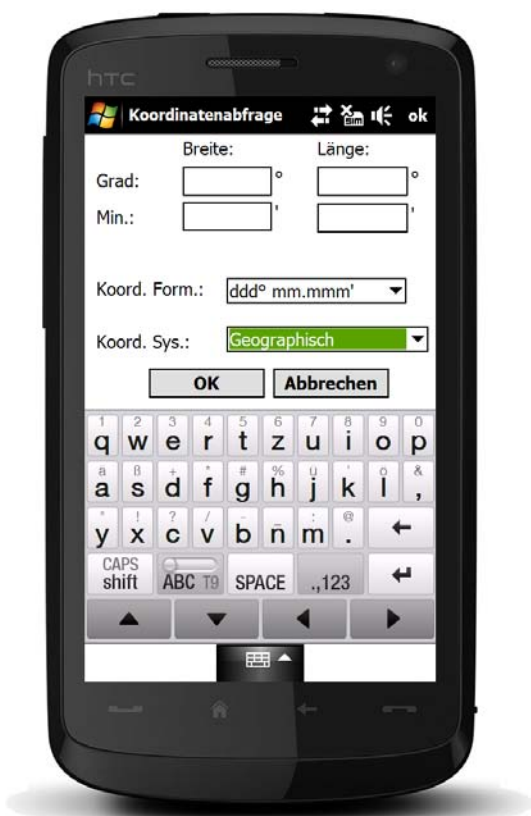 hTC
Koordinatenabfrage ok
Breite: Länge:
Grad: ° °
Min.: ' '
Koord. Form.: ddd° mm.mmm'
Koord. Sys.: Geographisch
OK Abbrechen
1 2 3 4 5 6 7 8 9 0
q w e r t z u i o p
ä ß + * # % ü ' ö &
a s d f g h j k l ,
! ? / - : @
y x c v b ñ m .
CAPS
shift ABC T9 SPACE .,123